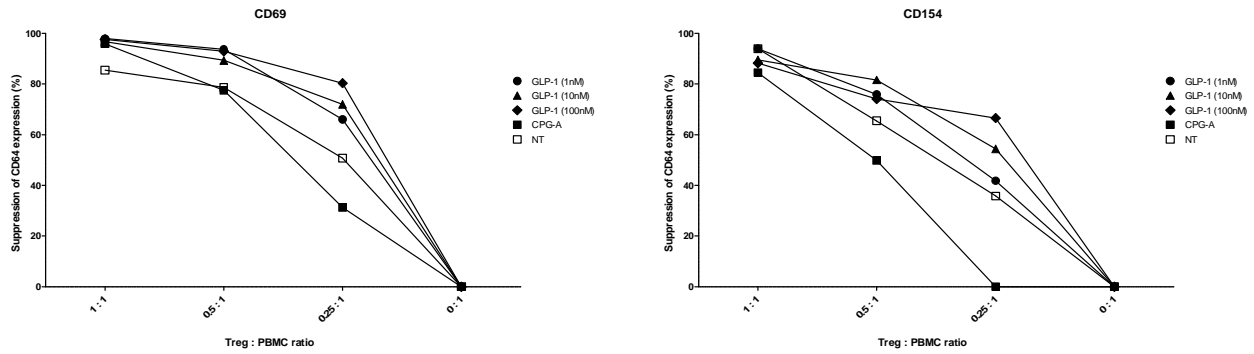 CD69
Suppression of CD64 expression (%)
100
80
60
40
20
0
1 : 1
0.5 : 1
0.25 : 1
0 : 1
Treg : PBMC ratio
GLP-1 (1nM)
GLP-1 (10nM)
GLP-1 (100nM)
CPG-A
NT
CD154
Suppression of CD64 expression (%)
100
80
60
40
20
0
1 : 1
0.5 : 1
0.25 : 1
0 : 1
Treg : PBMC ratio
GLP-1 (1nM)
GLP-1 (10nM)
GLP-1 (100nM)
CPG-A
NT